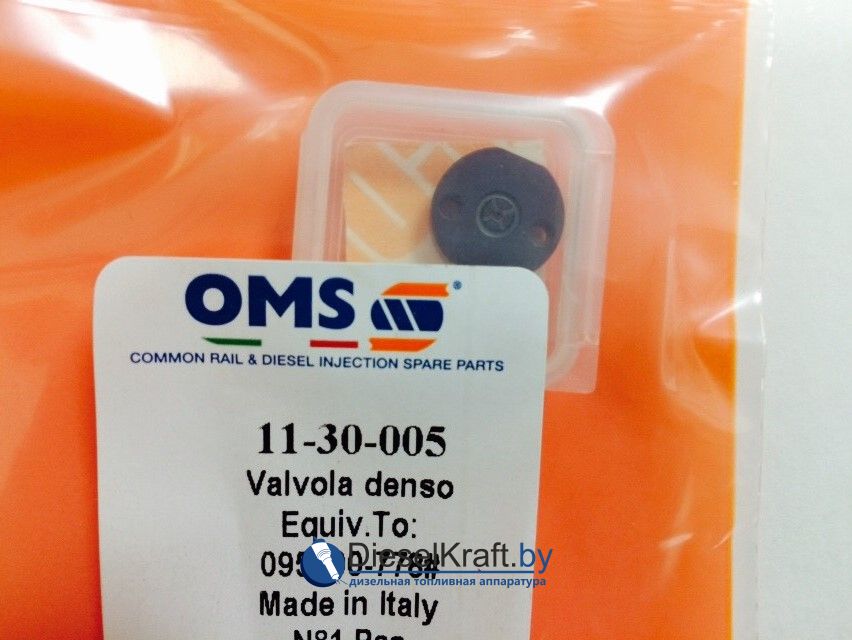 OMS®
COMMON RAIL & DIESEL INJECTION SPARE PARTS
11-30-005
Valvola denso
Equiv.To:
DieselKraft.by
дизельная топливная аппаратура
Made in Italy